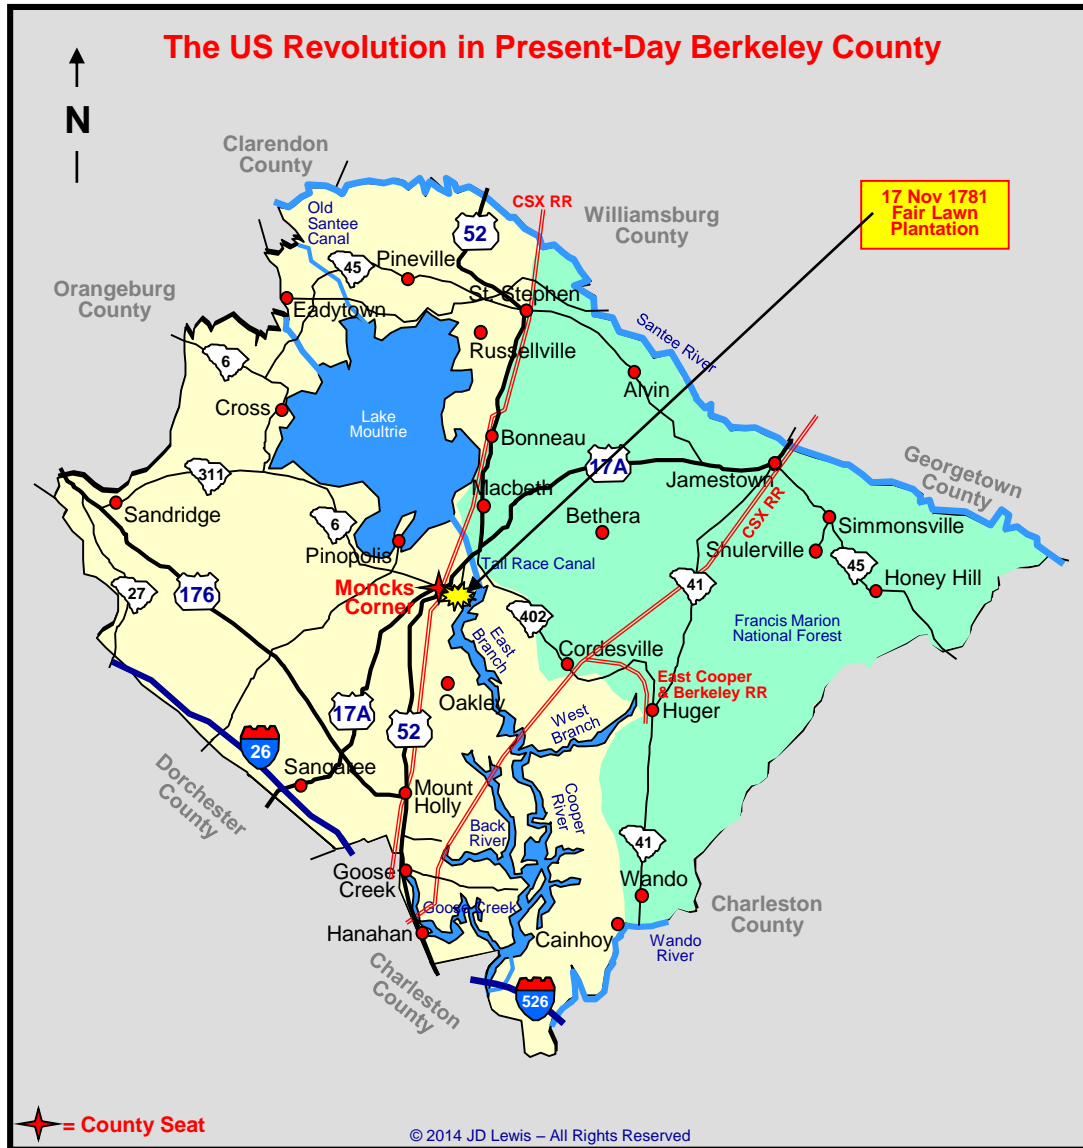 The US Revolution in Present-Day Berkeley County
N
Clarendon
County
17 Nov 1781
Fair Lawn
Plantation
CSX RR
Williamsburg
County
Old
Santee
Canal
52
45
Pineville
Orangeburg
County
Eadytown
St. Stephen
Santee River
Russellville
6
Alvin
Cross
Lake
Moultrie
Bonneau
17A
Jamestown
Georgetown
County
311
Macbeth
CSX RR
Sandridge
6
Bethera
Simmonsville
Pinopolis
Shulerville
Tail Race Canal
45
Moncks
Corner
27
176
41
Honey Hill
402
East
Branch
Francis Marion
National Forest
Cordesville
East Cooper
& Berkeley RR
Oakley
17A
52
West
Branch
Huger
26
Sangaree
Dorchester
County
Mount
Holly
Cooper
River
Back
River
41
Goose
Creek
Wando
Goose Creek
Charleston
County
Hanahan
Cainhoy
Wando
River
Charleston
County
526
= County Seat
© 2014 JD Lewis – All Rights Reserved